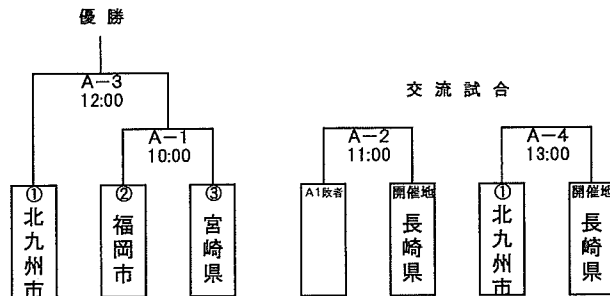 優勝
A-3
12:00
交流試合
A-1
10:00
A-2
11:00
A-4
13:00
①
北九州市
②
福岡市
③
宮崎県
A1敗者
開催地
長崎県
①
北九州市
開催地
長崎県